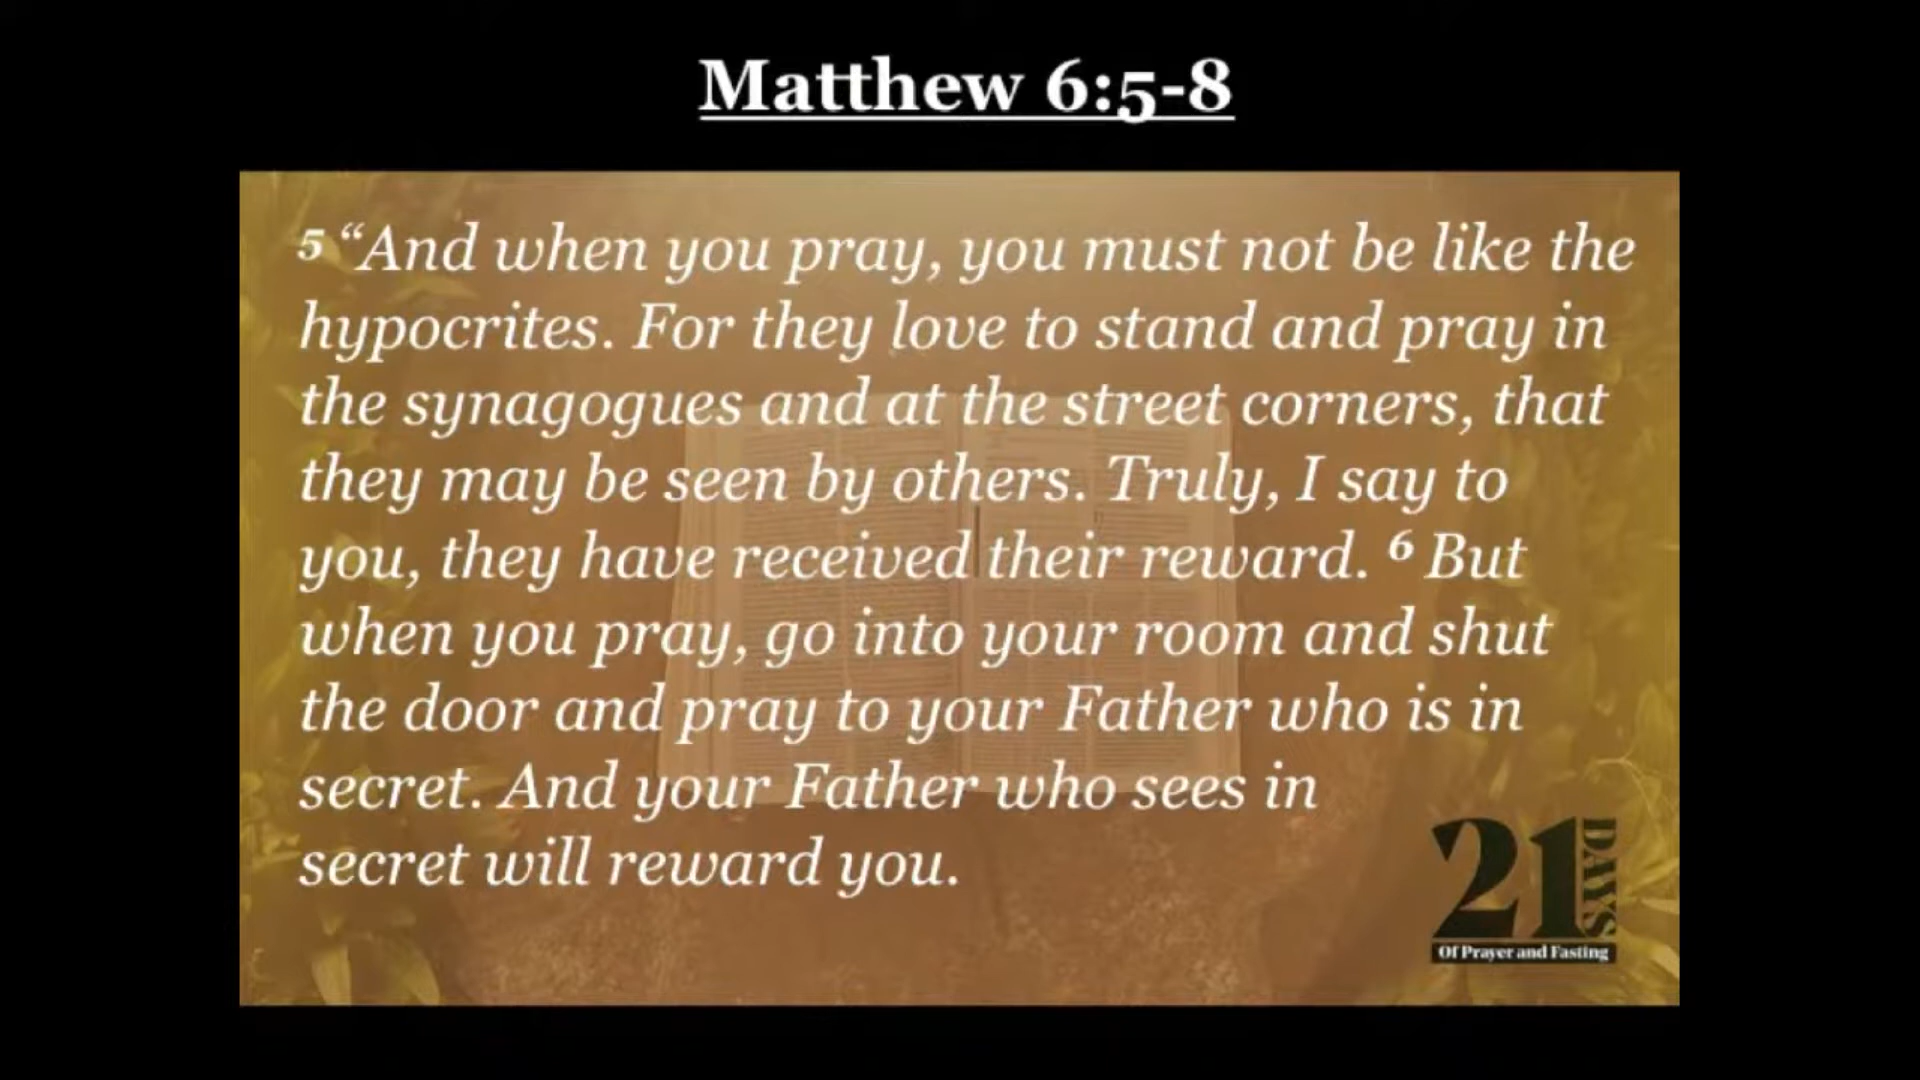 Matthew 6:5-8
5 “And when you pray, you must not be like the
hypocrites. For they love to stand and pray in
the synagogues and at the street corners, that
they may be seen by others. Truly, I say to
you, they have received their reward. 6 But
when you pray, go into your room and shut
the door and pray to your Father who is in
secret. And your Father who sees in
secret will reward you.
21 DAYS
Of Prayer and Fasting